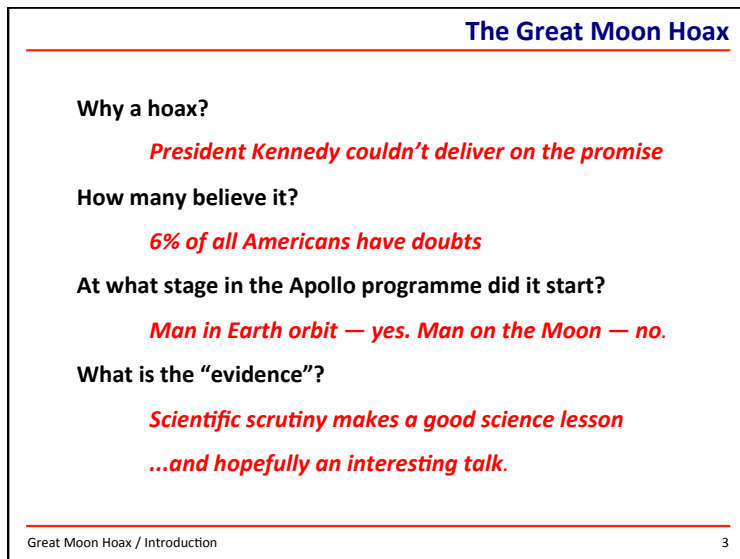 The Great Moon Hoax
Why a hoax?
President Kennedy couldn’t deliver on the promise
How many believe it?
6% of all Americans have doubts
At what stage in the Apollo programme did it start?
Man in Earth orbit — yes. Man on the Moon — no.
What is the “evidence”?
Scientific scrutiny makes a good science lesson
...and hopefully an interesting talk.
Great Moon Hoax / Introduction 3